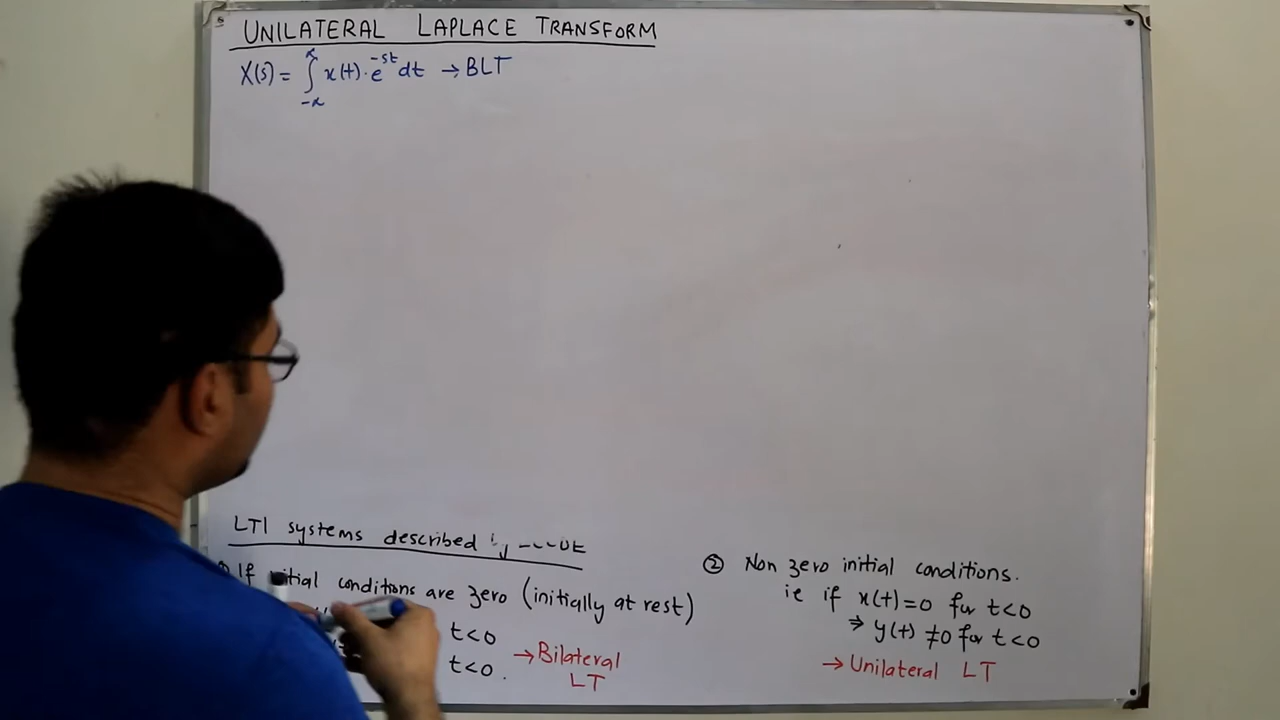 UNILATERAL LAPLACE TRANSFORM
X(s) = ∫_{-∞}^{∞} x(t) · e^{-st} dt → BLT
LTI systems described
If initial conditions are zero (initially at rest)
t<0
t<0.
→ Bilateral
LT
② Non zero initial conditions.
ie if x(t)=0 for t<0
⇒ y(t) ≠0 for t<0
→ Unilateral LT